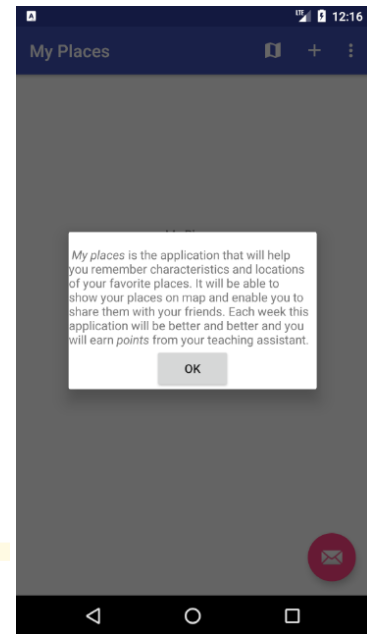 12:16
My Places
My places is the application that will help
you remember characteristics and locations
of your favorite places. It will be able to
show your places on map and enable you to
share them with your friends. Each week this
application will be better and better and you
will earn points from your teaching assistant.
OK